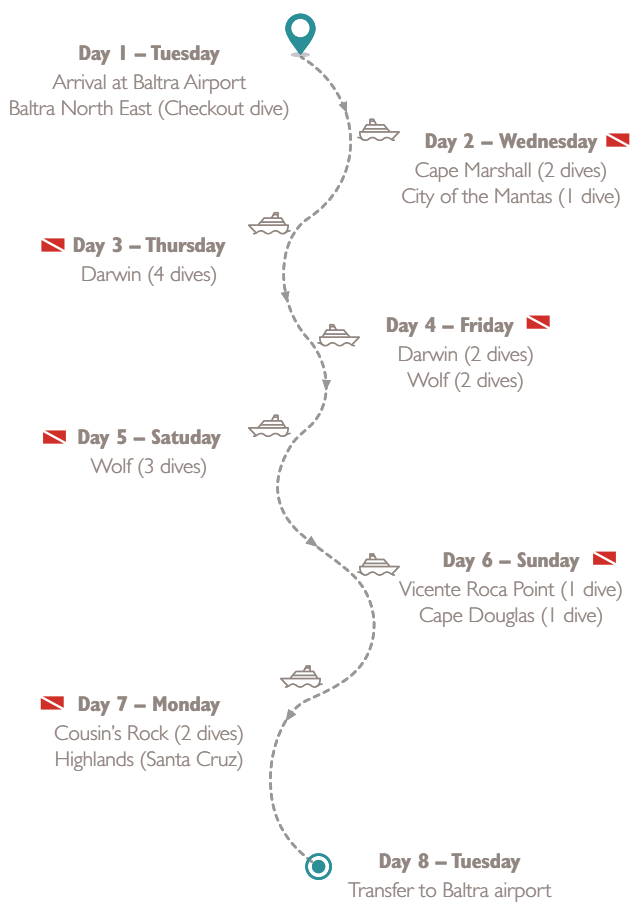 Day 1 – Tuesday
Arrival at Baltra Airport
Baltra North East (Checkout dive)
Day 2 – Wednesday
Cape Marshall (2 dives)
City of the Mantas (1 dive)
Day 3 – Thursday
Darwin (4 dives)
Day 4 – Friday
Darwin (2 dives)
Wolf (2 dives)
Day 5 – Satuday
Wolf (3 dives)
Day 6 – Sunday
Vicente Roca Point (1 dive)
Cape Douglas (1 dive)
Day 7 – Monday
Cousin’s Rock (2 dives)
Highlands (Santa Cruz)
Day 8 – Tuesday
Transfer to Baltra airport